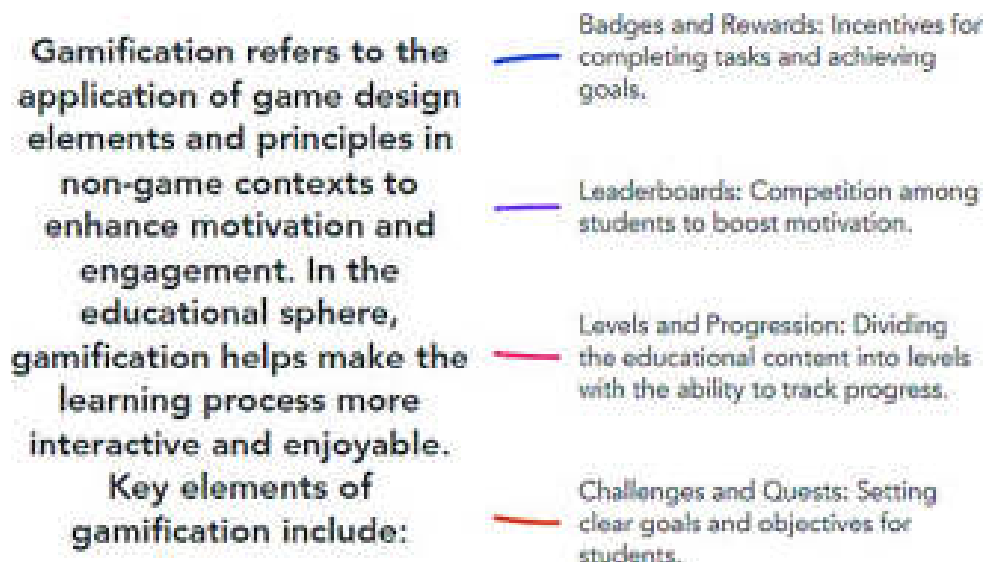 Gamification refers to the
application of game design
elements and principles in
non-game contexts to
enhance motivation and
engagement. In the
educational sphere,
gamification helps make the
learning process more
interactive and enjoyable.
Key elements of
gamification include:
Badges and Rewards: Incentives for
completing tasks and achieving
goals.
Leaderboards: Competition among
students to boost motivation.
Levels and Progression: Dividing
the educational content into levels
with the ability to track progress.
Challenges and Quests: Setting
clear goals and objectives for
students.